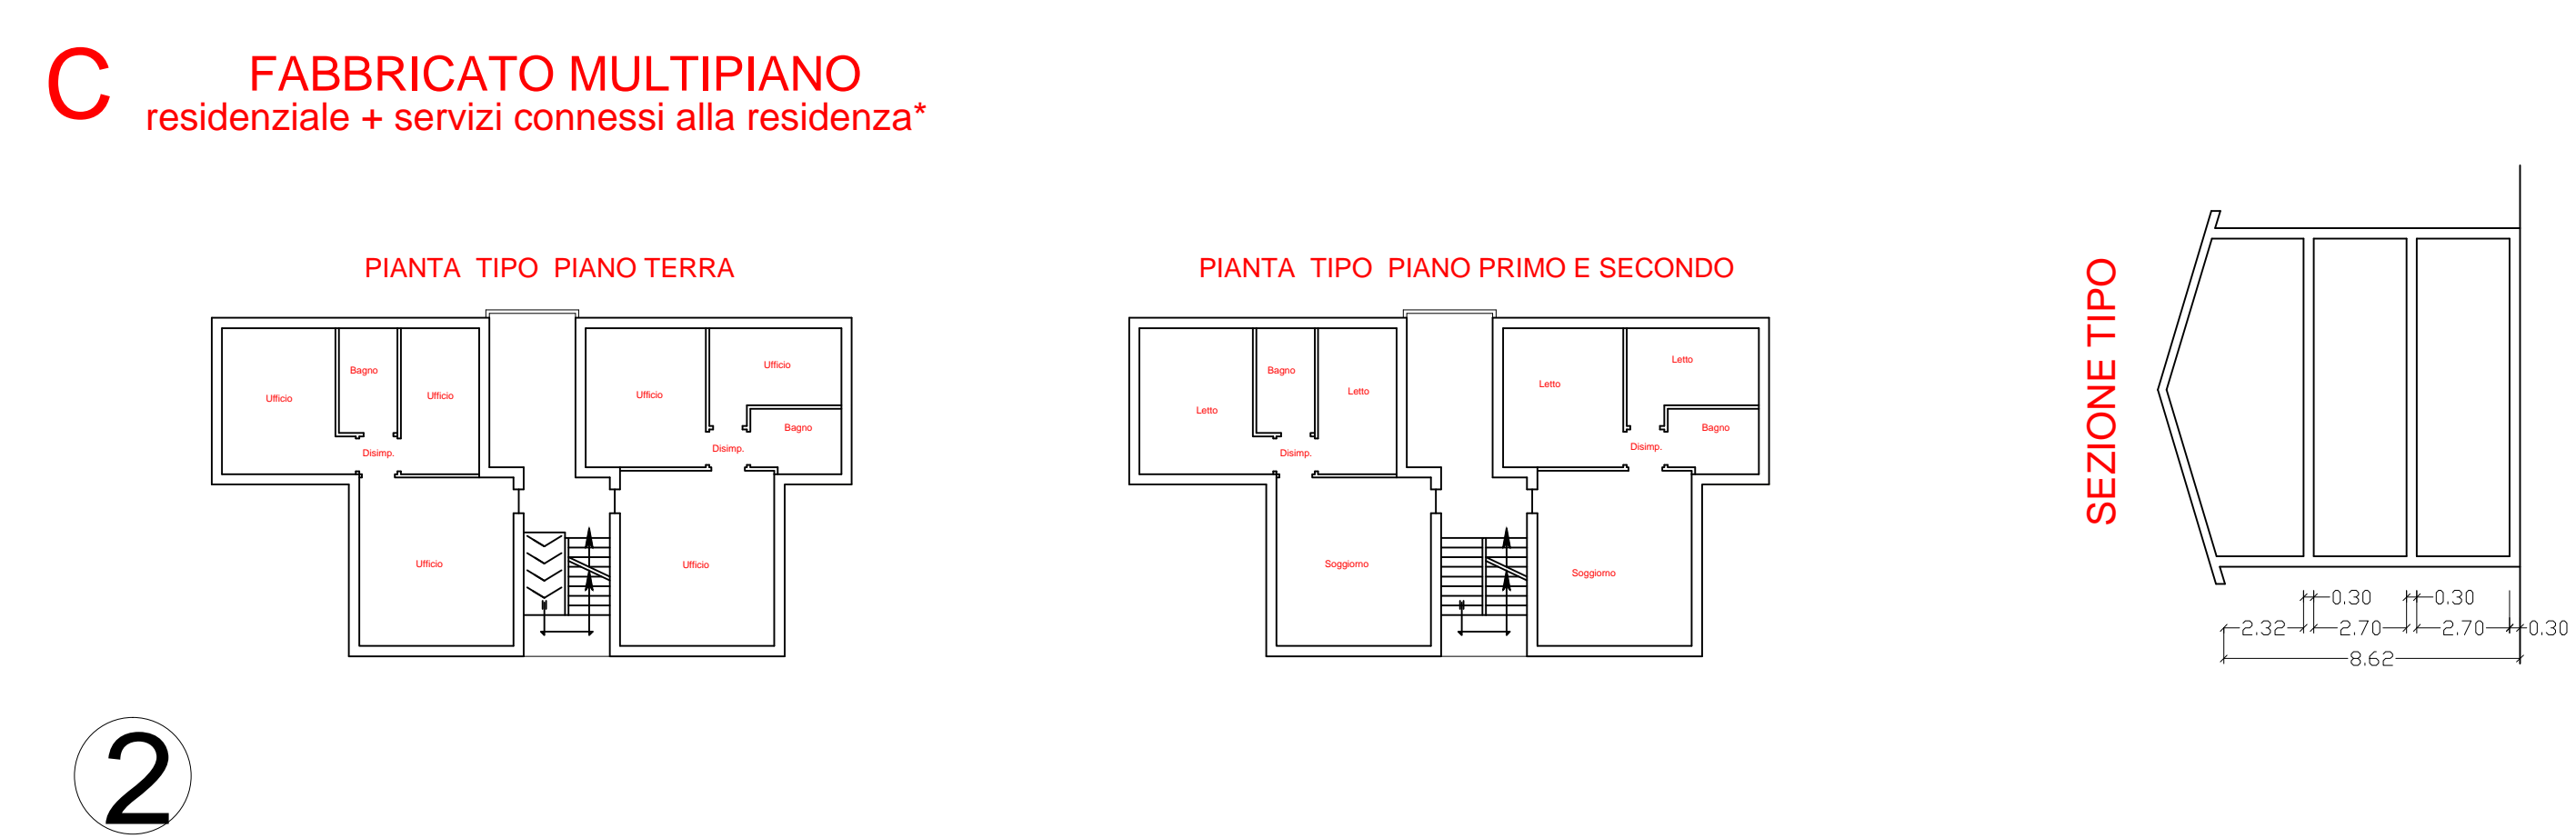 C
FABBRICATO MULTIPIANO
residenziale + servizi connessi alla residenza*
PIANTA TIPO PIANO TERRA
Ufficio
Bagno
Ufficio
Disimp.
Ufficio
Ufficio
Ufficio
Bagno
Disimp.
Ufficio
PIANTA TIPO PIANO PRIMO E SECONDO
Letto
Bagno
Letto
Disimp.
Soggiorno
Letto
Letto
Bagno
Disimp.
Soggiorno
SEZIONE TIPO
0.30 0.30
2.32 2.70 2.70 0.30
8.62
2